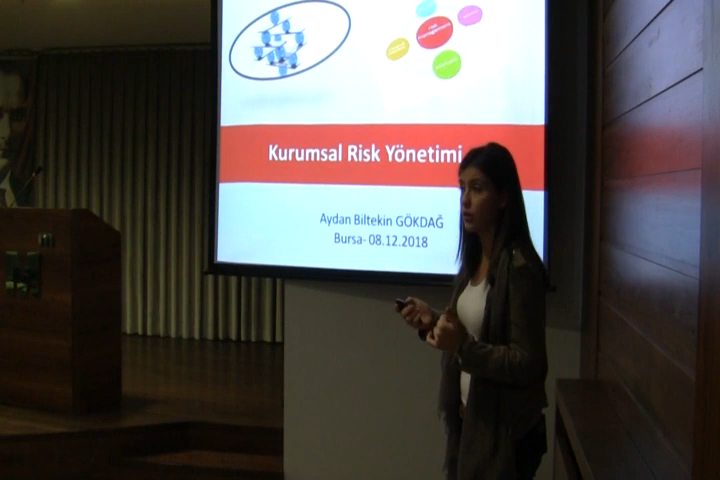 Kurumsal Risk Yönetimi
Aydan Biltekin GÖKDAĞ
Bursa- 08.12.2018